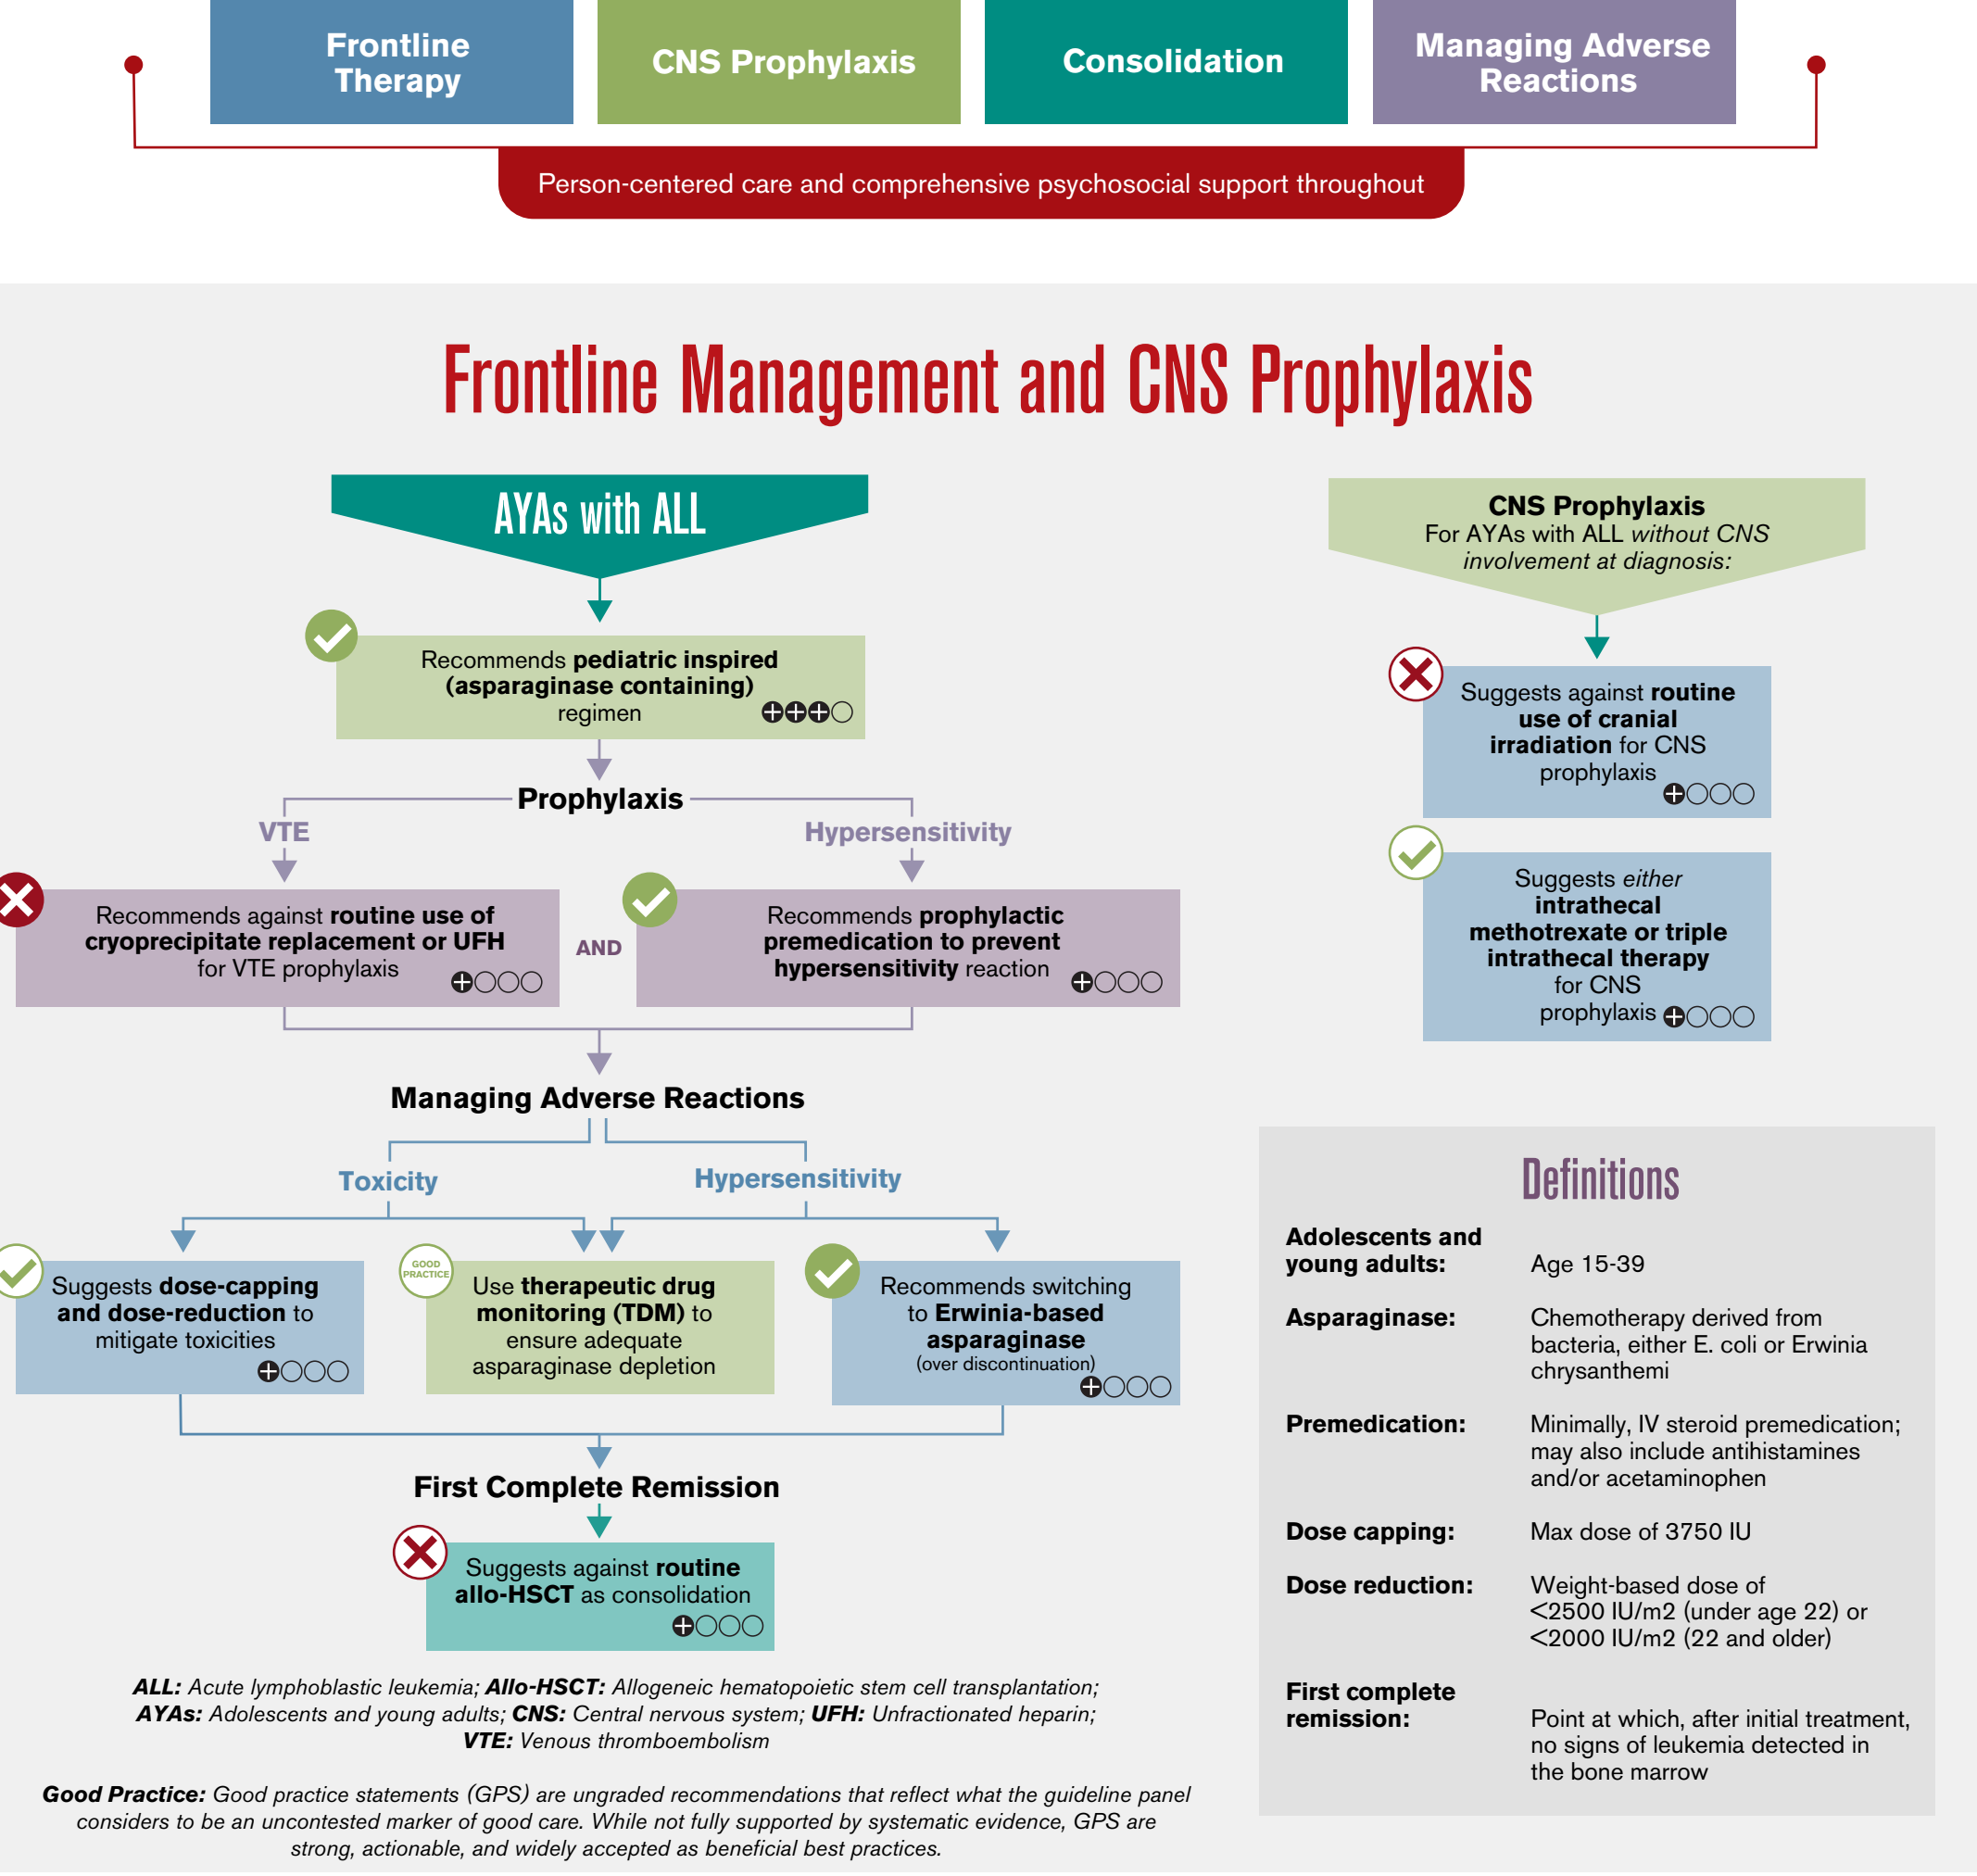 Frontline
Therapy
CNS Prophylaxis
Consolidation
Managing Adverse
Reactions
Person-centered care and comprehensive psychosocial support throughout
Frontline Management and CNS Prophylaxis
AYAs with ALL
Recommends pediatric inspired
(asparaginase containing)
regimen
Prophylaxis
VTE
Hypersensitivity
Recommends against routine use of
cryoprecipitate replacement or UFH
for VTE prophylaxis
AND
Recommends prophylactic
premedication to prevent
hypersensitivity reaction
Managing Adverse Reactions
Toxicity
Hypersensitivity
Suggests dose-capping
and dose-reduction to
mitigate toxicities
GOOD
PRACTICE
Use therapeutic drug
monitoring (TDM) to
ensure adequate
asparaginase depletion
Recommends switching
to Erwinia-based
asparaginase
(over discontinuation)
First Complete Remission
Suggests against routine
allo-HSCT as consolidation
ALL: Acute lymphoblastic leukemia; Allo-HSCT: Allogeneic hematopoietic stem cell transplantation;
AYAs: Adolescents and young adults; CNS: Central nervous system; UFH: Unfractionated heparin;
VTE: Venous thromboembolism
Good Practice: Good practice statements (GPS) are ungraded recommendations that reflect what the guideline panel
considers to be an uncontested marker of good care. While not fully supported by systematic evidence, GPS are
strong, actionable, and widely accepted as beneficial best practices.
CNS Prophylaxis
For AYAs with ALL without CNS
involvement at diagnosis:
Suggests against routine
use of cranial
irradiation for CNS
prophylaxis
Suggests either
intrathecal
methotrexate or triple
intrathecal therapy
for CNS
prophylaxis
Definitions
Adolescents and
young adults: Age 15-39
Asparaginase: Chemotherapy derived from
bacteria, either E. coli or Erwinia
chrysanthemi
Premedication: Minimally, IV steroid premedication;
may also include antihistamines
and/or acetaminophen
Dose capping: Max dose of 3750 IU
Dose reduction: Weight-based dose of
<2500 IU/m2 (under age 22) or
<2000 IU/m2 (22 and older)
First complete
remission: Point at which, after initial treatment,
no signs of leukemia detected in
the bone marrow